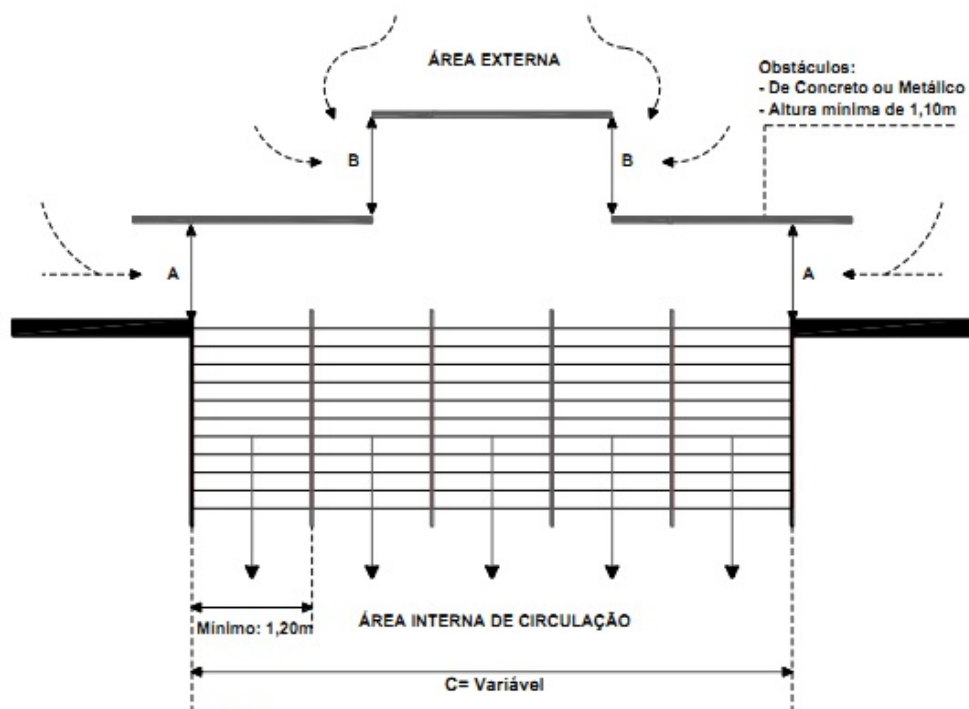 ÁREA EXTERNA
Obstáculos:
- De Concreto ou Metálico
- Altura mínima de 1,10m
B
B
A
A
Mínimo: 1,20m
ÁREA INTERNA DE CIRCULAÇÃO
C= Variável